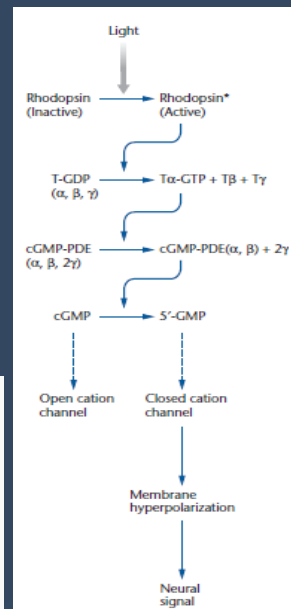 Light
Rhodopsin Rhodopsin*
(Inactive) (Active)
T-GDP Tα-GTP + Tβ + Tγ
(α, β, γ)
cGMP-PDE cGMP-PDE(α, β) + 2γ
(α, β, 2γ)
cGMP 5′-GMP
Open cation Closed cation
channel channel
Membrane
hyperpolarization
Neural
signal